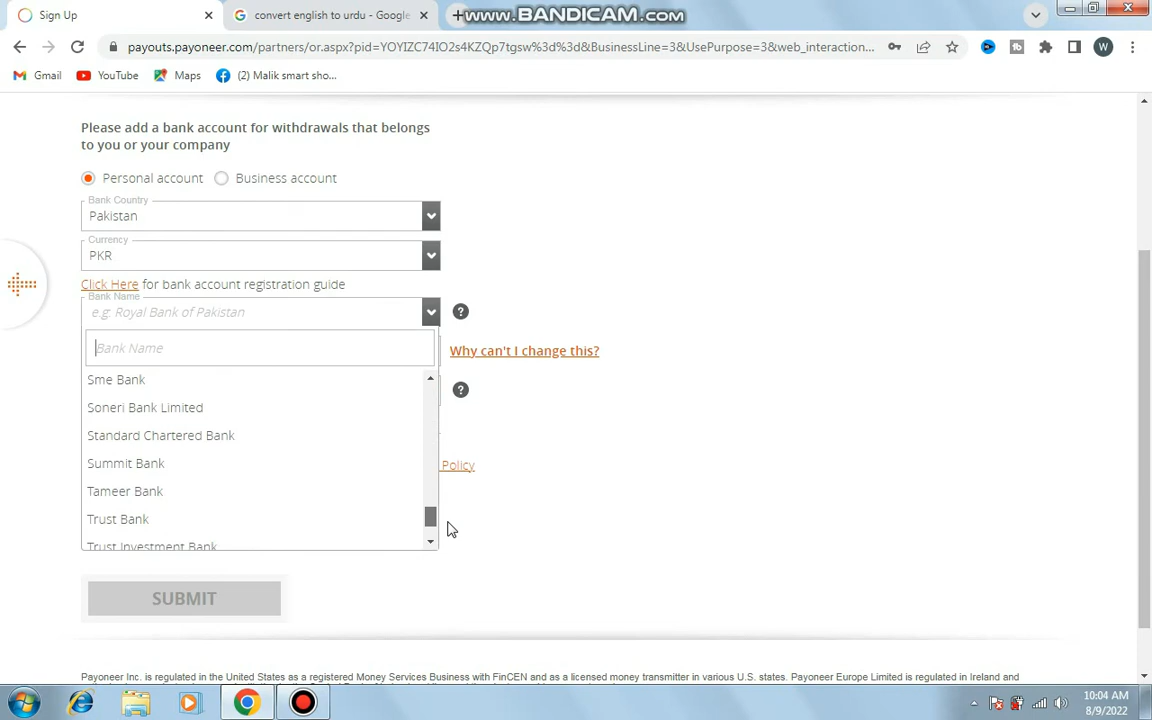 Sign Up
convert english to urdu - Google
www.BANDICAM.com
payouts.payoneer.com/partners/or.aspx?pid=YOYIZC74IO2s4KZQp7tgsw%3d%3d&BusinessLine=3&UsePurpose=3&web_interaction...
W
Gmail
YouTube
Maps
(2) Malik smart sho...
Please add a bank account for withdrawals that belongs
to you or your company
Personal account
Business account
Bank Country
Pakistan
Currency
PKR
Click Here for bank account registration guide
Bank Name
e.g. Royal Bank of Pakistan
?
Bank Name
Why can't I change this?
Sme Bank
?
Soneri Bank Limited
Standard Chartered Bank
Summit Bank
Policy
Tameer Bank
Trust Bank
Trust Investment Bank
SUBMIT
Payoneer Inc. is regulated in the United States as a registered Money Services Business with FinCEN and as a licensed money transmitter in various U.S. states. Payoneer Europe Limited is regulated in Ireland and
10:04 AM
8/9/2022